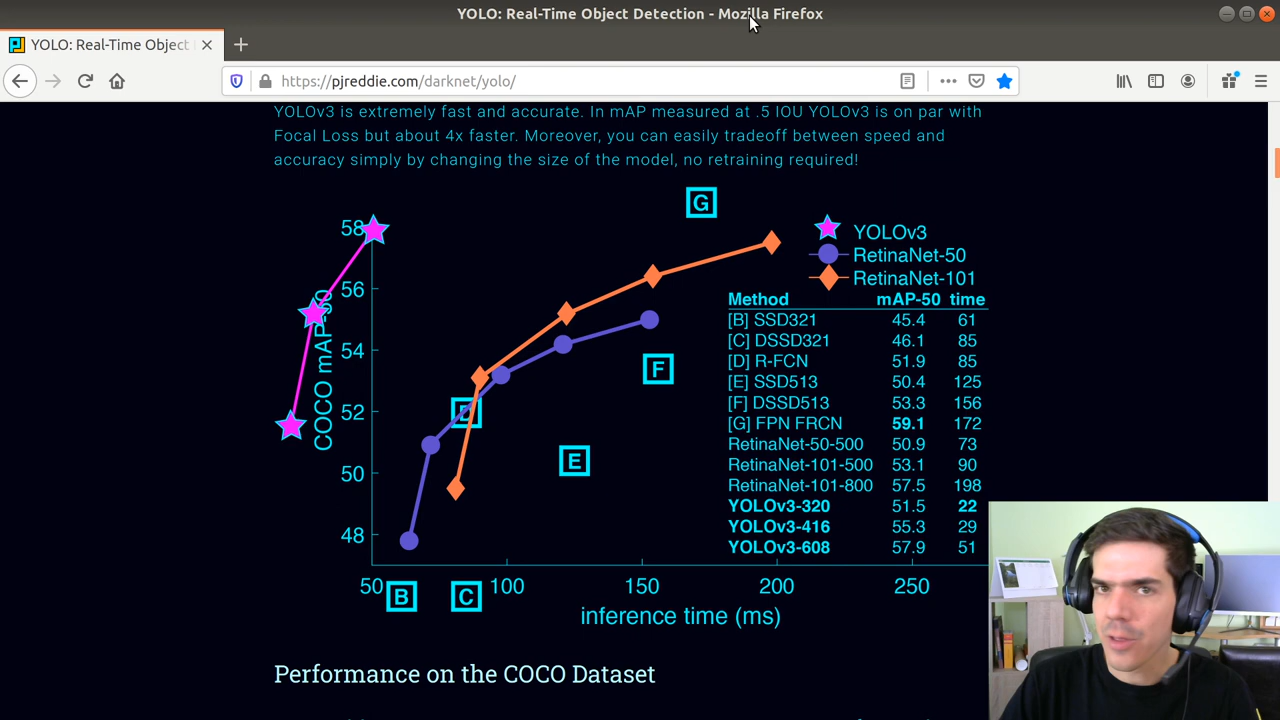 YOLO: Real-Time Object Detection - Mozilla Firefox
YOLO: Real-Time Object
https://pjreddie.com/darknet/yolo/
YOLOv3 is extremely fast and accurate. In mAP measured at .5 IOU YOLOv3 is on par with
Focal Loss but about 4x faster. Moreover, you can easily tradeoff between speed and
accuracy simply by changing the size of the model, no retraining required!
G
58
56
54
52
50
48
COCO mAP-50
D
F
E
B
C
50
100
150
200
250
inference time (ms)
YOLOv3
RetinaNet-50
RetinaNet-101
Method mAP-50 time
[B] SSD321 45.4 61
[C] DSSD321 46.1 85
[D] R-FCN 51.9 85
[E] SSD513 50.4 125
[F] DSSD513 53.3 156
[G] FPN FRCN 59.1 172
RetinaNet-50-500 50.9 73
RetinaNet-101-500 53.1 90
RetinaNet-101-800 57.5 198
YOLOv3-320 51.5 22
YOLOv3-416 55.3 29
YOLOv3-608 57.9 51
Performance on the COCO Dataset